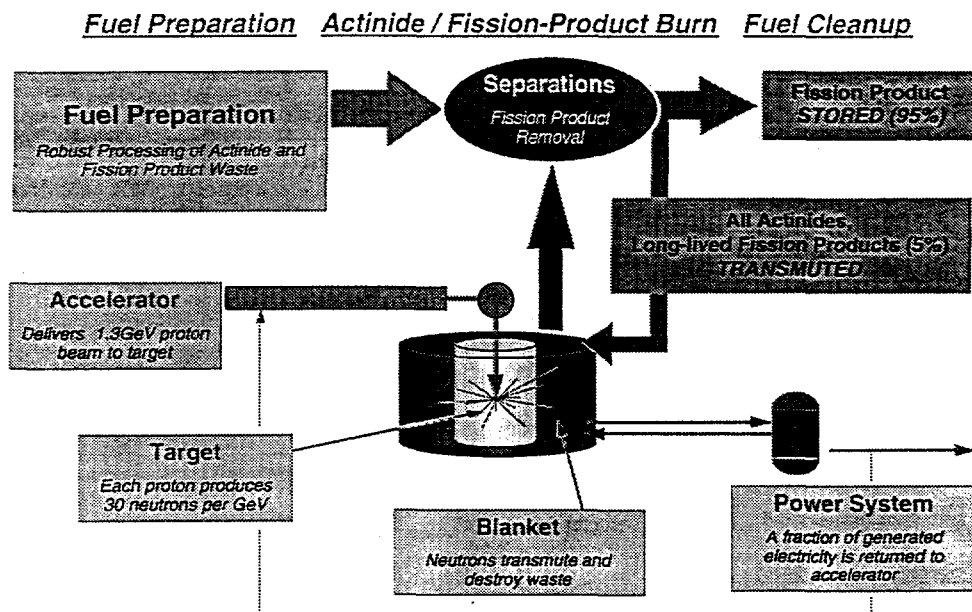 Fuel Preparation Actinide / Fission-Product Burn Fuel Cleanup
Fuel Preparation
Robust Processing of Actinide and
Fission Product Waste
Separations
Fission Product
Removal
Fission Product
STORED (95%)
All Actinides,
Long-lived Fission Products (5%)
TRANSMUTED
Accelerator
Delivers 1.3GeV proton
beam to target
Target
Each proton produces
30 neutrons per GeV
Blanket
Neutrons transmute and
destroy waste
Power System
A fraction of generated
electricity is returned to
accelerator